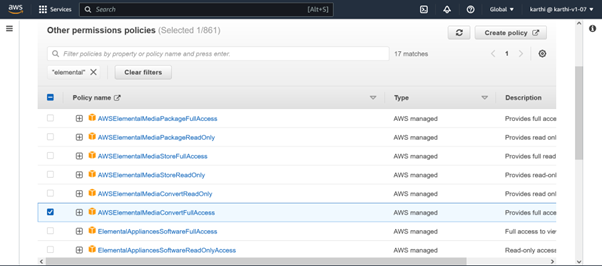 aws Services Search [Alt+S] Global karthi @ karthi-v1-07
Other permissions policies (Selected 1/861) Create policy
Filter policies by property or policy name and press enter. 17 matches 1
"elemental" Clear filters
Policy name Type Description
AWSElementalMediaPackageFullAccess AWS managed Provides full acce
AWSElementalMediaPackageReadOnly AWS managed Provides read onl
AWSElementalMediaStoreFullAccess AWS managed Provides full read
AWSElementalMediaStoreReadOnly AWS managed Provides read-onl
AWSElementalMediaConvertReadOnly AWS managed Provides read onl
AWSElementalMediaConvertFullAccess AWS managed Provides full acce
ElementalAppliancesSoftwareFullAccess AWS managed Full access to view
ElementalAppliancesSoftwareReadOnlyAccess AWS managed Read-only access